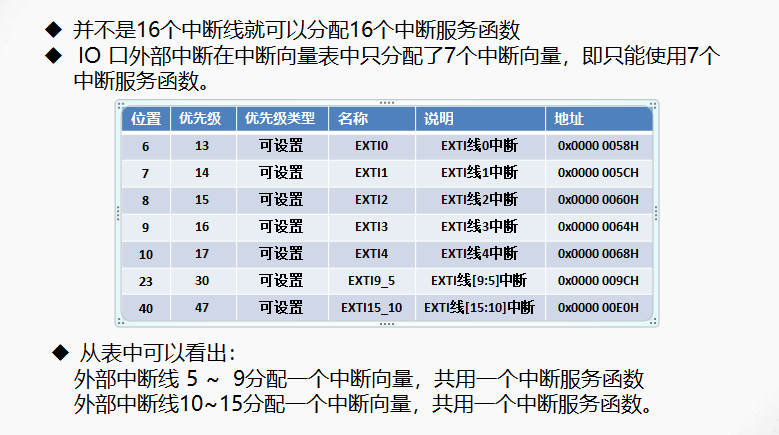 ◆ 并不是16个中断线就可以分配16个中断服务函数
◆ IO 口外部中断在中断向量表中只分配了7个中断向量，即只能使用7个
中断服务函数。
位置 优先级 优先级类型 名称 说明 地址
6 13 可设置 EXTI0 EXTI线0中断 0x0000 0058H
7 14 可设置 EXTI1 EXTI线1中断 0x0000 005CH
8 15 可设置 EXTI2 EXTI线2中断 0x0000 0060H
9 16 可设置 EXTI3 EXTI线3中断 0x0000 0064H
10 17 可设置 EXTI4 EXTI线4中断 0x0000 0068H
23 30 可设置 EXTI9_5 EXTI线[9:5]中断 0x0000 009CH
40 47 可设置 EXTI15_10 EXTI线[15:10]中断 0x0000 00E0H
◆ 从表中可以看出：
外部中断线 5 ~ 9分配一个中断向量，共用一个中断服务函数
外部中断线10~15分配一个中断向量，共用一个中断服务函数。